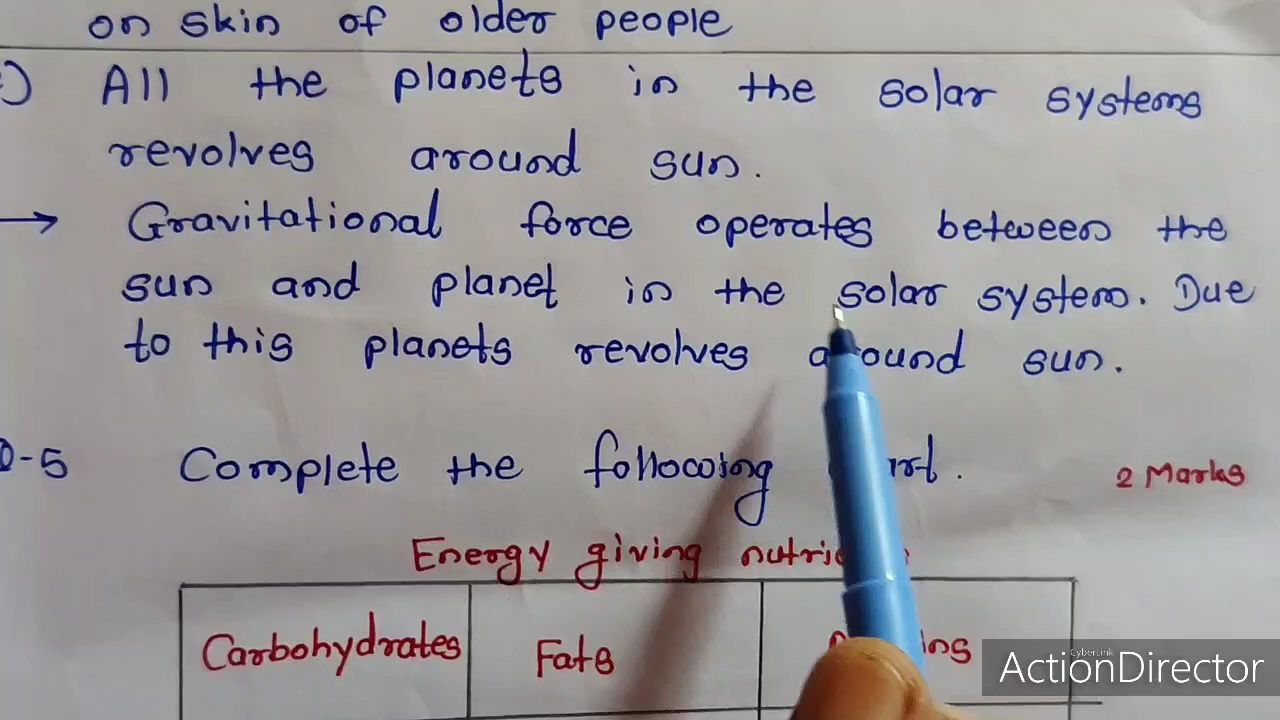 on skin of older people
All the planets in the solar systems
revolves around sun.
→ Gravitational force operates between the
sun and planet in the solar system. Due
to this planets revolves around sun.
-5 Complete the following
2 Marks
Energy giving
Carbohydrates Fats
CyberLink
ActionDirector